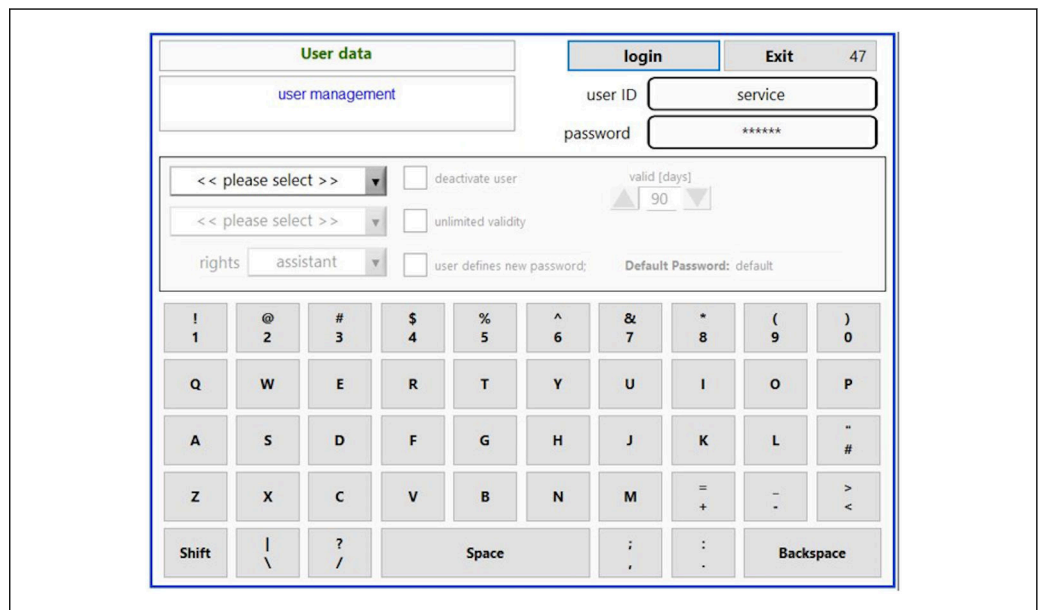 User data
login
Exit 47
user management
user ID service
password ******
<< please select >> deactivate user valid [days]
90
<< please select >> unlimited validity
rights assistant user defines new password; Default Password: default
! @ # $ % ^ & * ( )
1 2 3 4 5 6 7 8 9 0
Q W E R T Y U I O P
A S D F G H J K L " #
Z X C V B N M = + _ - > <
Shift | \ ? / Space ; , : . Backspace